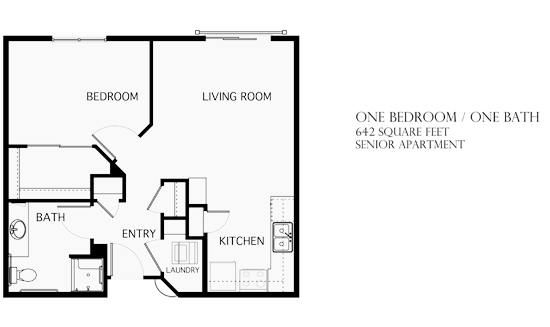 BEDROOM
LIVING ROOM
BATH
ENTRY
KITCHEN
LAUNDRY
ONE BEDROOM / ONE BATH
642 SQUARE FEET
SENIOR APARTMENT